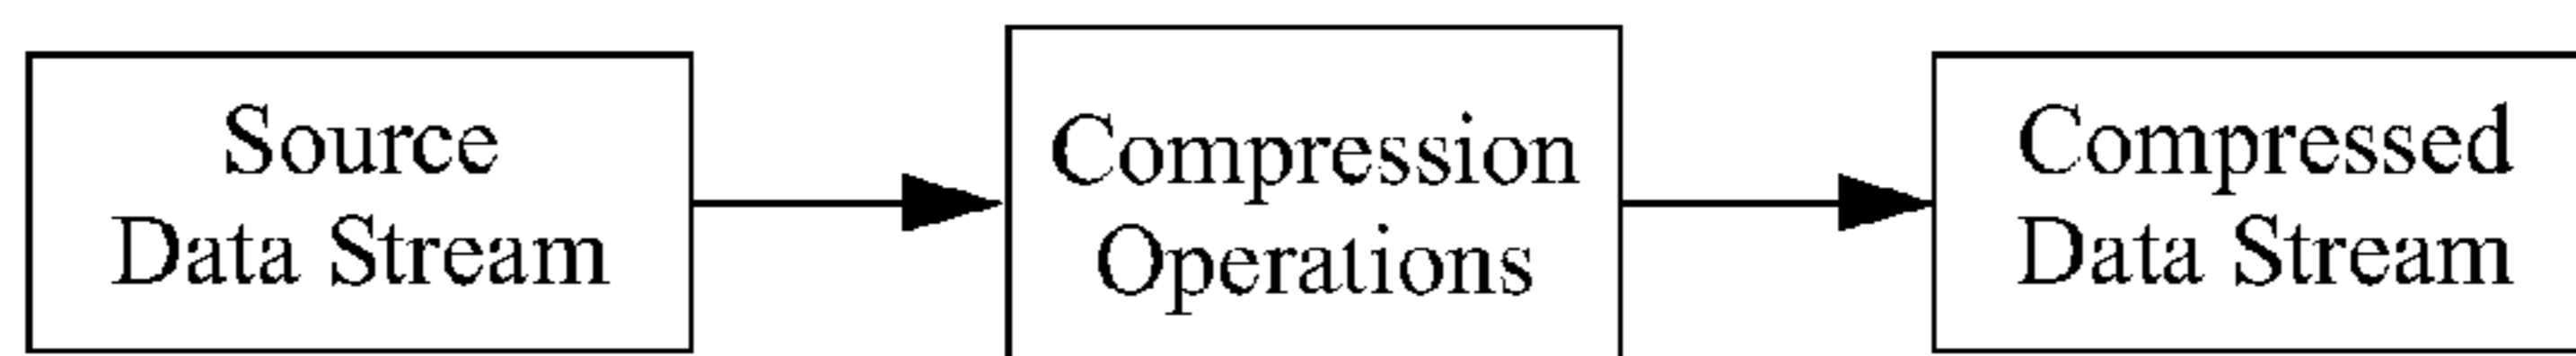 Source
Data Stream
Compression
Operations
Compressed
Data Stream